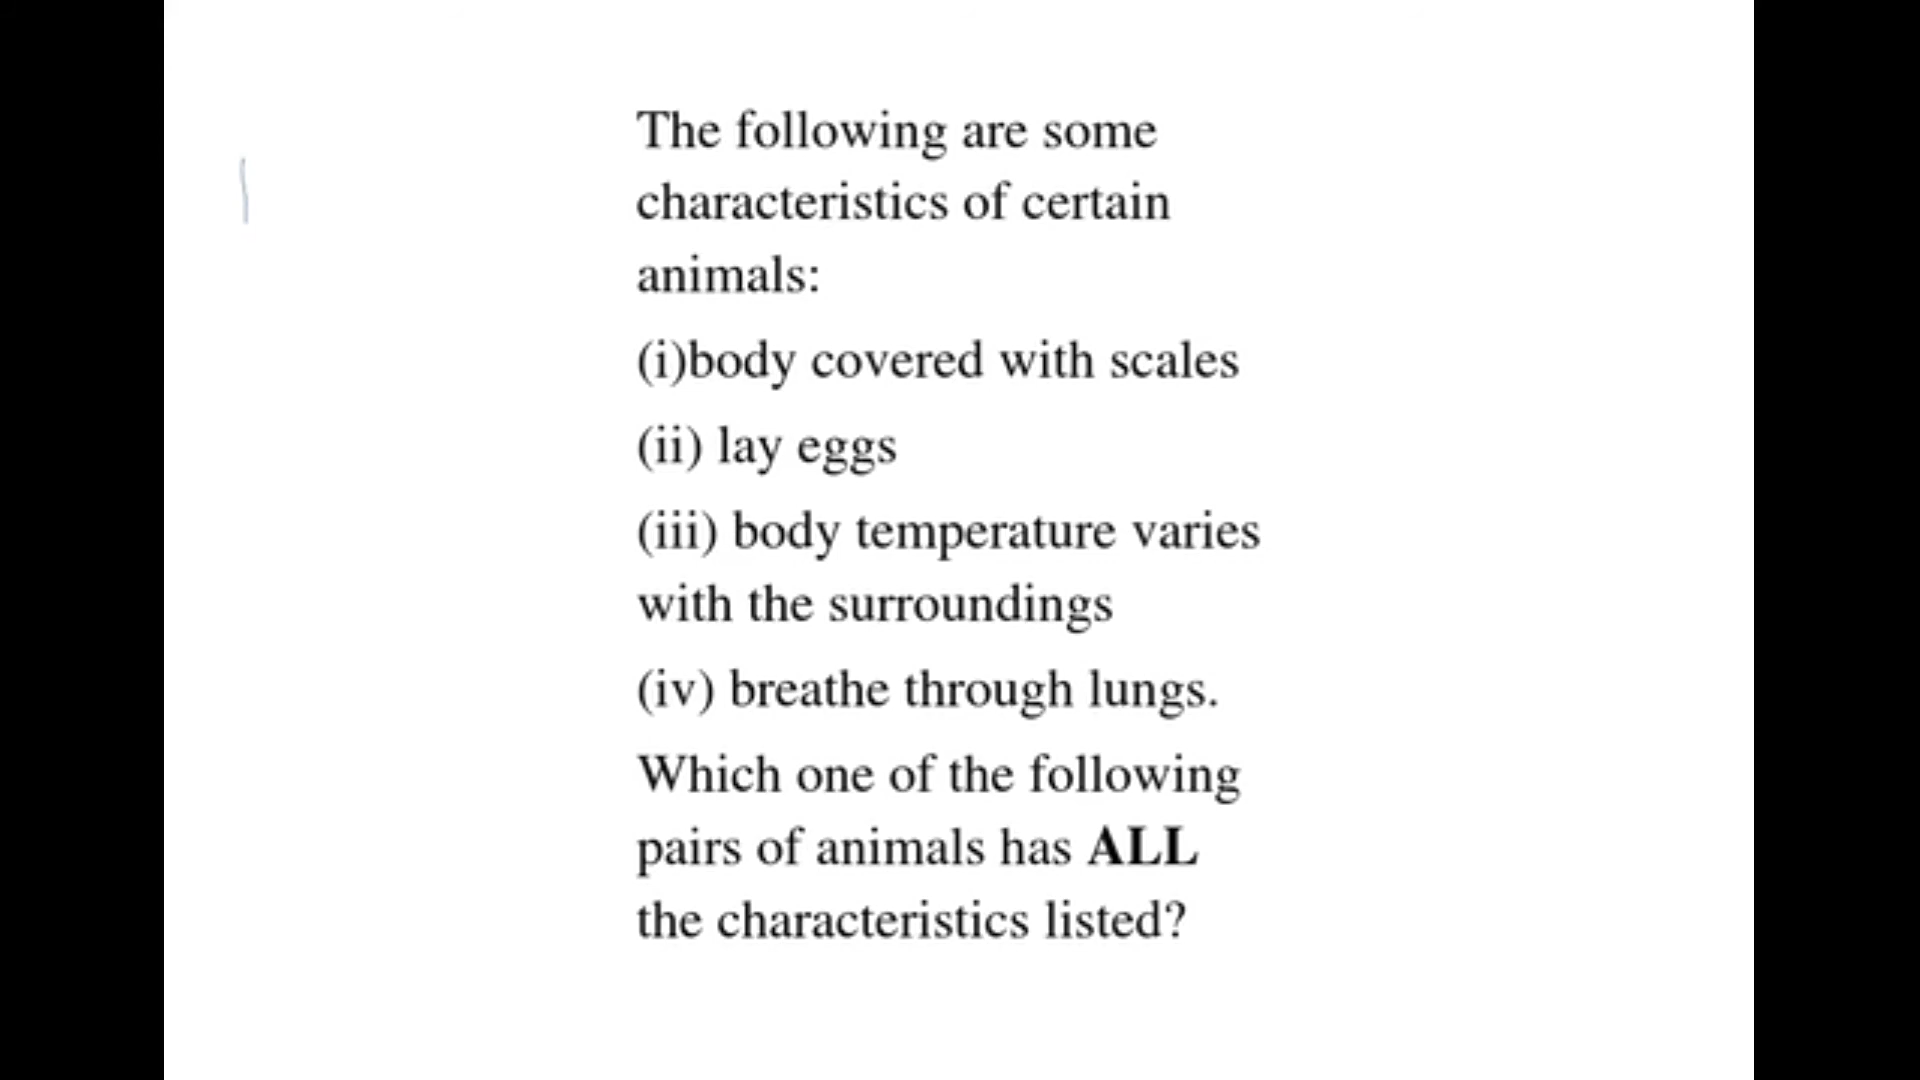 The following are some
characteristics of certain
animals:
(i)body covered with scales
(ii) lay eggs
(iii) body temperature varies
with the surroundings
(iv) breathe through lungs.
Which one of the following
pairs of animals has ALL
the characteristics listed?